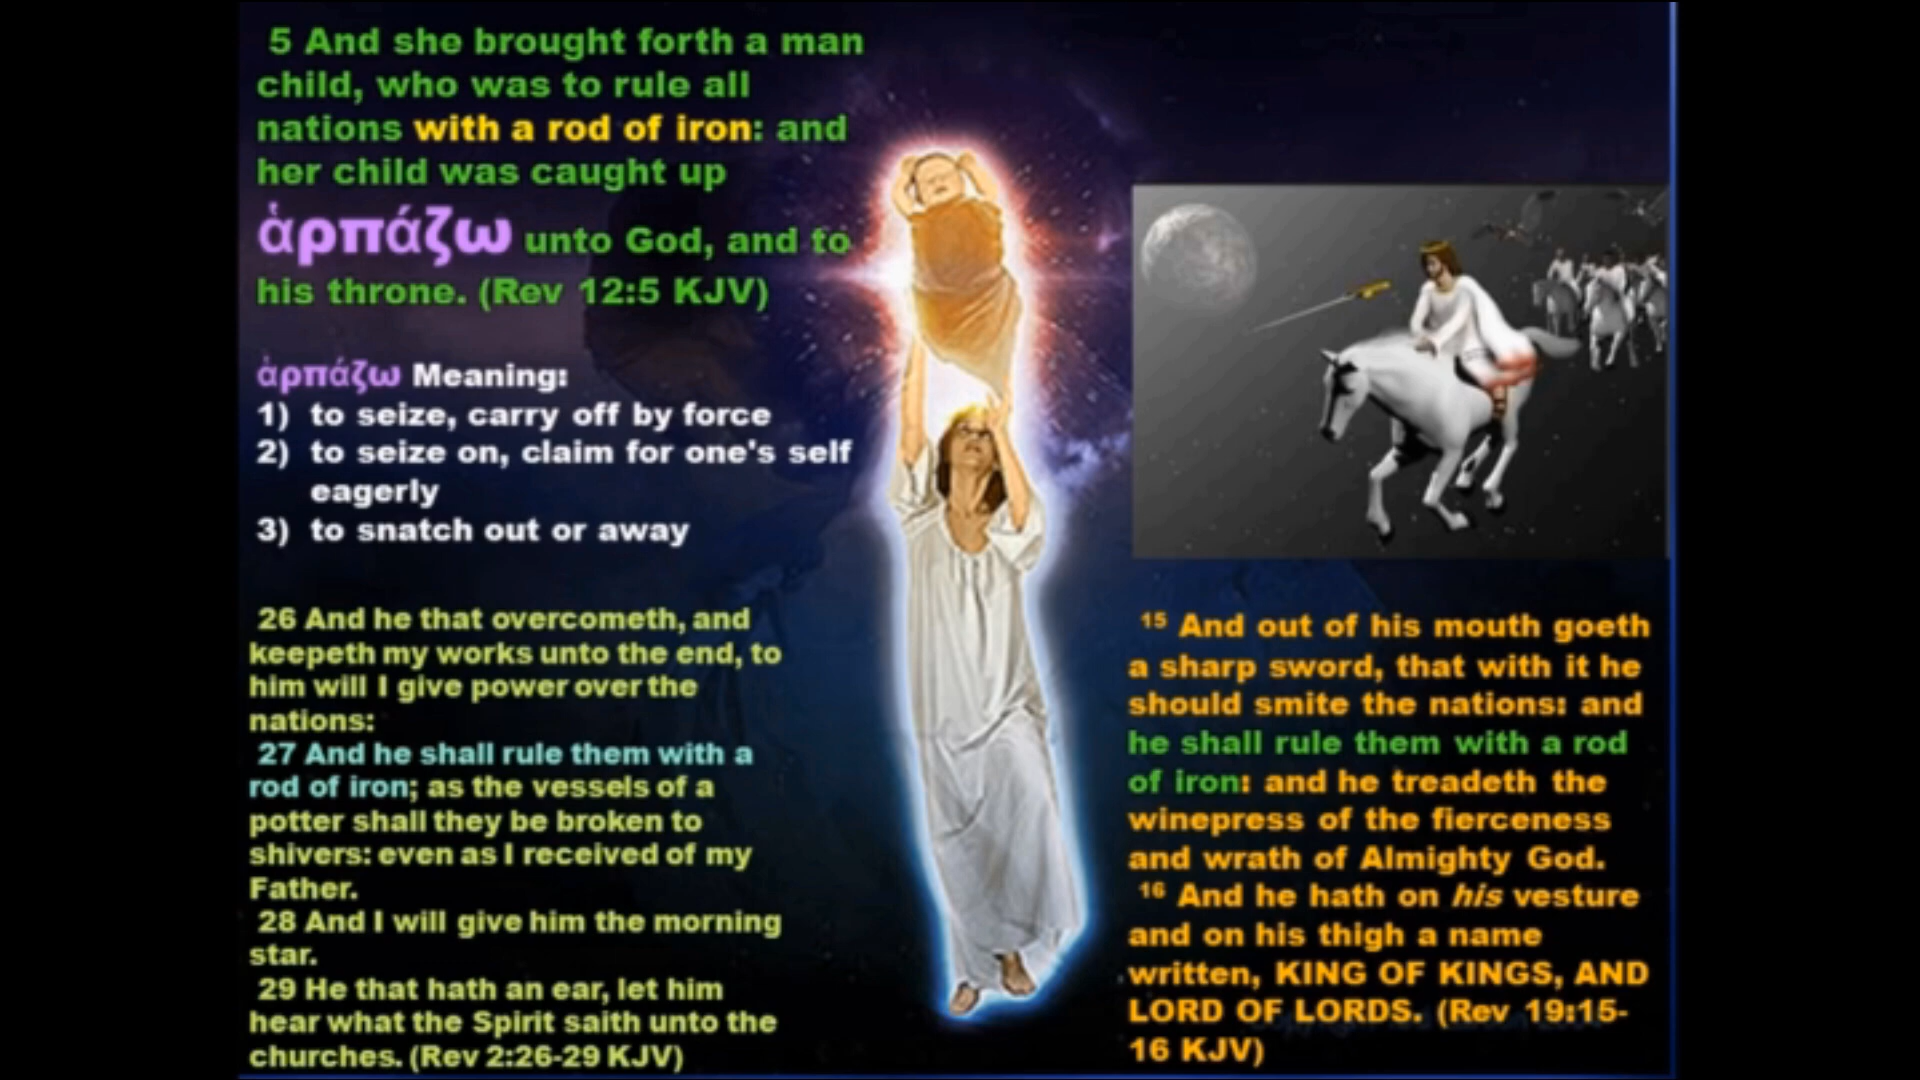 5 And she brought forth a man
child, who was to rule all
nations with a rod of iron: and
her child was caught up
ἁρπάζω unto God, and to
his throne. (Rev 12:5 KJV)
ἁρπάζω Meaning:
1) to seize, carry off by force
2) to seize on, claim for one's self
eagerly
3) to snatch out or away
26 And he that overcometh, and
keepeth my works unto the end, to
him will I give power over the
nations:
27 And he shall rule them with a
rod of iron; as the vessels of a
potter shall they be broken to
shivers: even as I received of my
Father.
28 And I will give him the morning
star.
29 He that hath an ear, let him
hear what the Spirit saith unto the
churches. (Rev 2:26-29 KJV)
15 And out of his mouth goeth
a sharp sword, that with it he
should smite the nations: and
he shall rule them with a rod
of iron: and he treadeth the
winepress of the fierceness
and wrath of Almighty God.
16 And he hath on his vesture
and on his thigh a name
written, KING OF KINGS, AND
LORD OF LORDS. (Rev 19:15-
16 KJV)